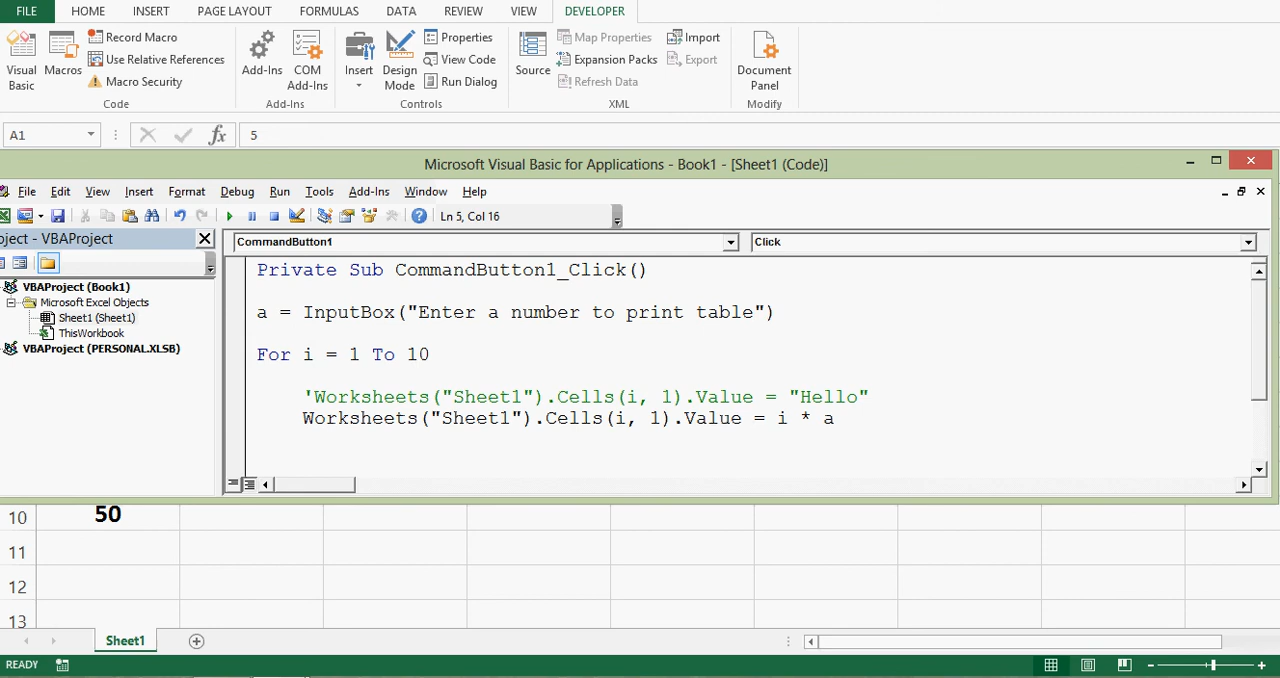 FILE HOME INSERT PAGE LAYOUT FORMULAS DATA REVIEW VIEW DEVELOPER
Visual Basic
Macros
Record Macro
Use Relative References
Macro Security
Code
Add-Ins
COM Add-Ins
Add-Ins
Insert
Design Mode
Properties
View Code
Run Dialog
Controls
Source
Map Properties
Expansion Packs
Refresh Data
Import
Export
XML
Document Panel
Modify
A1 fx 5
Microsoft Visual Basic for Applications - Book1 - [Sheet1 (Code)]
File Edit View Insert Format Debug Run Tools Add-Ins Window Help
Ln 5, Col 16
oject - VBAProject
CommandButton1 Click
VBAProject (Book1)
Microsoft Excel Objects
Sheet1 (Sheet1)
ThisWorkbook
VBAProject (PERSONAL.XLSB)
Private Sub CommandButton1_Click()
a = InputBox("Enter a number to print table")
For i = 1 To 10
'Worksheets("Sheet1").Cells(i, 1).Value = "Hello"
Worksheets("Sheet1").Cells(i, 1).Value = i * a
10 50
11
12
13
Sheet1
READY